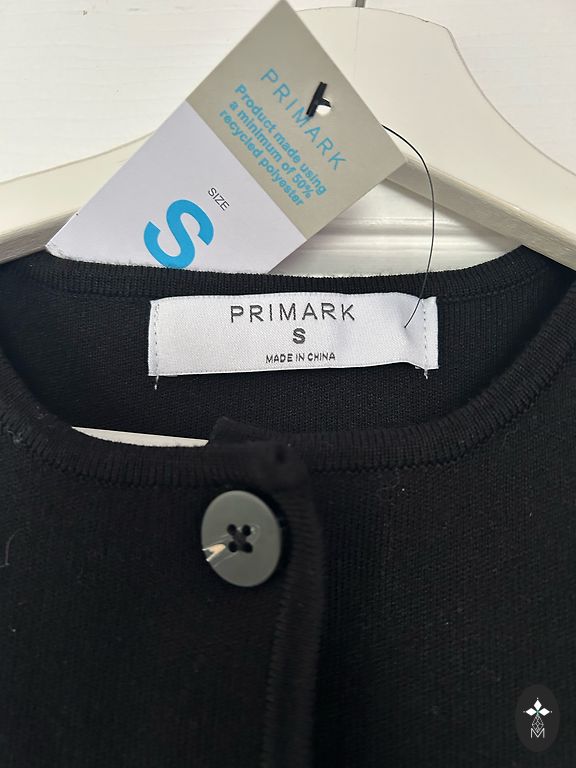 PRIMARK
Product made using
a minimum of 50%
recycled polyester
SIZE
S
PRIMARK
S
MADE IN CHINA
M